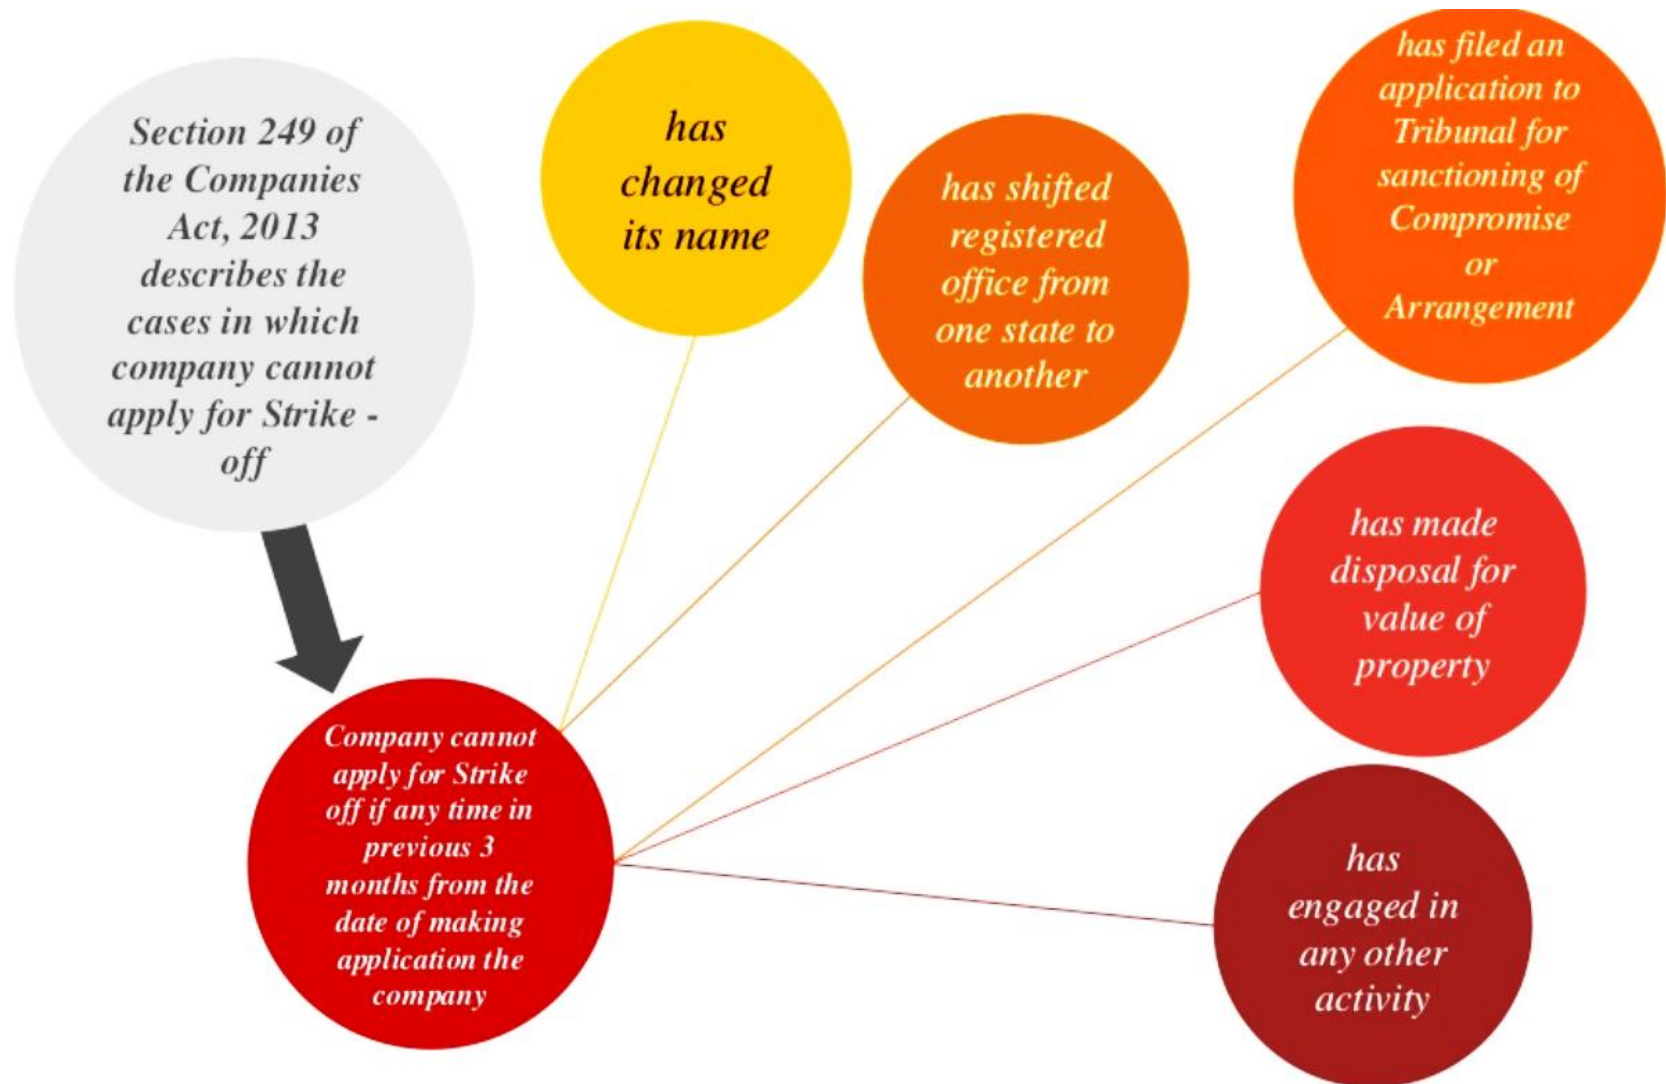 Section 249 of
the Companies
Act, 2013
describes the
cases in which
company cannot
apply for Strike -
off
has
changed
its name
has shifted
registered
office from
one state to
another
has filed an
application to
Tribunal for
sanctioning of
Compromise
or
Arrangement
has made
disposal for
value of
property
has
engaged in
any other
activity
Company cannot
apply for Strike
off if any time in
previous 3
months from the
date of making
application the
company